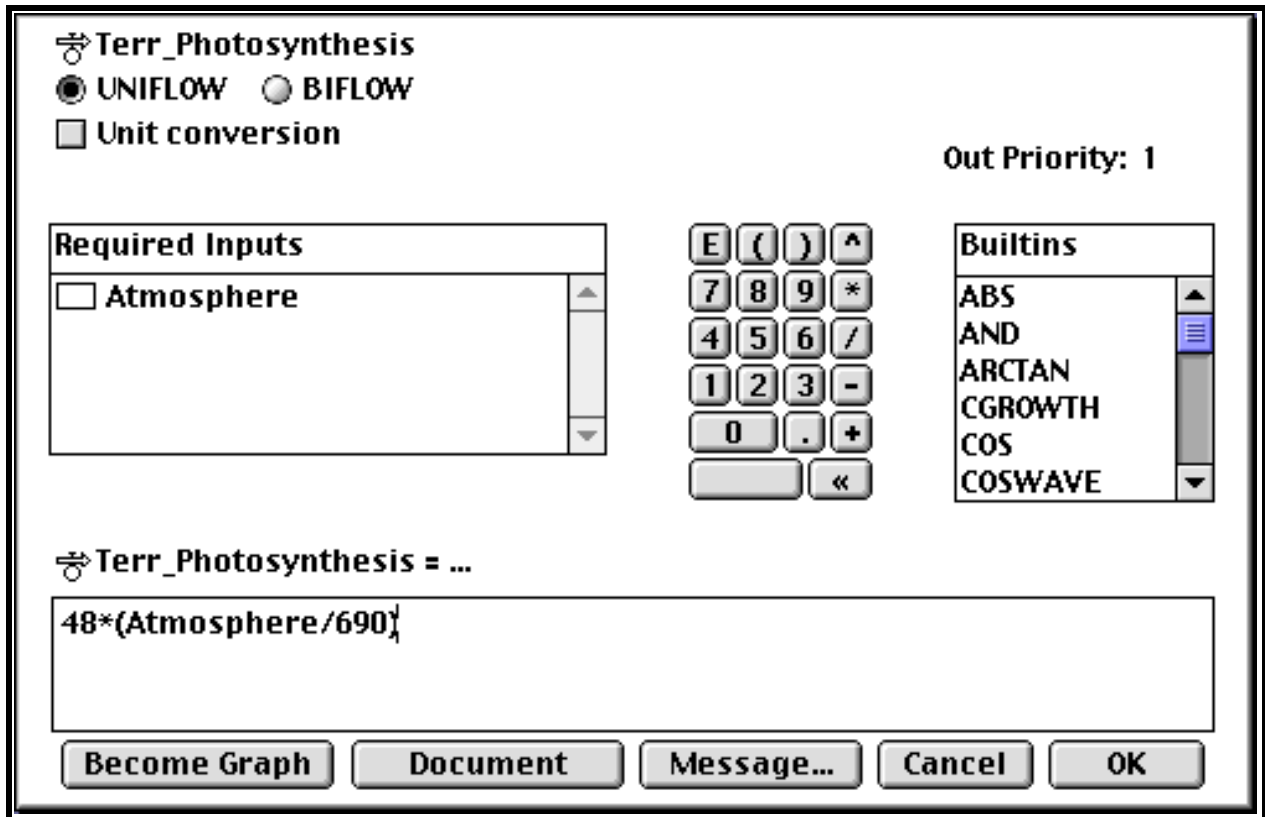 Terr_Photosynthesis
UNIFLOW BIFLOW
Unit conversion
Out Priority: 1
Required Inputs
Atmosphere
E ( ) ^
7 8 9 *
4 5 6 /
1 2 3 -
0 . +
«
Builtins
ABS
AND
ARCTAN
CGROWTH
COS
COSWAVE
Terr_Photosynthesis = ...
48*(Atmosphere/690)
Become Graph Document Message... Cancel OK